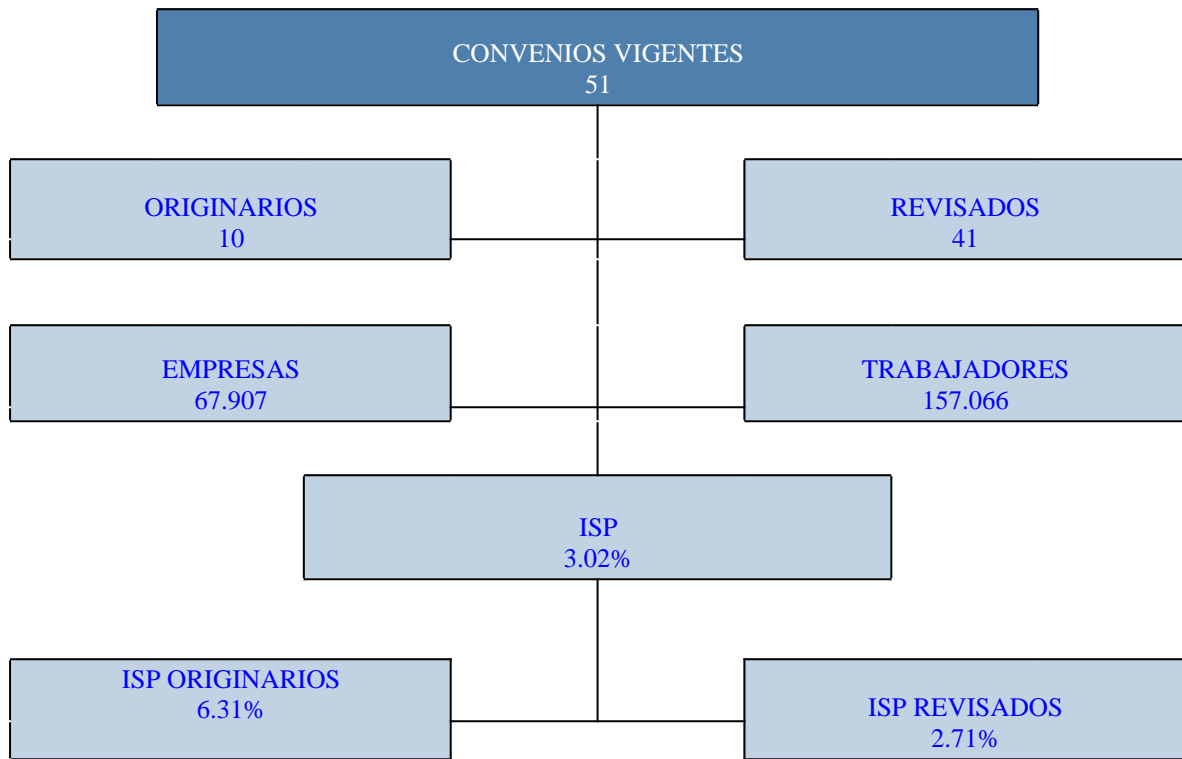 CONVENIOS VIGENTES
51
ORIGINARIOS
10
REVISADOS
41
EMPRESAS
67.907
TRABAJADORES
157.066
ISP
3.02%
ISP ORIGINARIOS
6.31%
ISP REVISADOS
2.71%